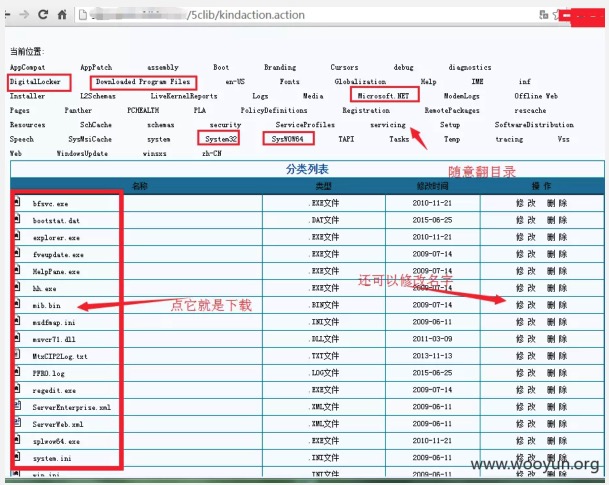 /5clib/kindaction.action
当前位置:
AppCompat AppPatch assembly Boot Branding Cursors debug diagnostics
DigitalLocker Downloaded Program Files en-US Fonts Globalization Help IME inf
Installer L2Schemas LiveKernelReports Logs Media Microsoft.NET ModemLogs Offline Web
Pages Panther PCHEALTH PLA PolicyDefinitions Registration RemotePackages rescache
Resources SchCache schemas security ServiceProfiles servicing Setup SoftwareDistribution
Speech SysMsiCache system System32 SysWOW64 TAPI Tasks Temp tracing Vss
Web WindowsUpdate winsxs zh-CN
随意翻目录
分类列表
名称 类型 修改时间 操 作
bfsvc.exe .EXE文件 2010-11-21 修 改 删 除
bootstat.dat .DAT文件 2015-06-25 修 改 删 除
explorer.exe .EXE文件 2010-11-21 修 改 删 除
fveupdate.exe .EXE文件 2009-07-14 修 改 删 除
HelpPane.exe .EXE文件 2009-07-14 修 改 删 除
还可以修改名字
hh.exe .EXE文件 2009-07-14 修 改 删 除
mib.bin .BIN文件 2009-07-14 修 改 删 除
点它就是下载
msdfmap.ini .INI文件 2009-06-11 修 改 删 除
msvcr71.dll .DLL文件 2011-03-09 修 改 删 除
MtxCIP2Log.txt .TXT文件 2013-11-13 修 改 删 除
PFRO.log .LOG文件 2015-06-25 修 改 删 除
regedit.exe .EXE文件 2009-07-14 修 改 删 除
ServerEnterprise.xml .XML文件 2009-06-11 修 改 删 除
ServerWeb.xml .XML文件 2009-06-11 修 改 删 除
splwow64.exe .EXE文件 2010-11-21 修 改 删 除
system.ini .INI文件 2009-06-11 修 改 删 除
win.ini .INI文件
www.wooyun.org